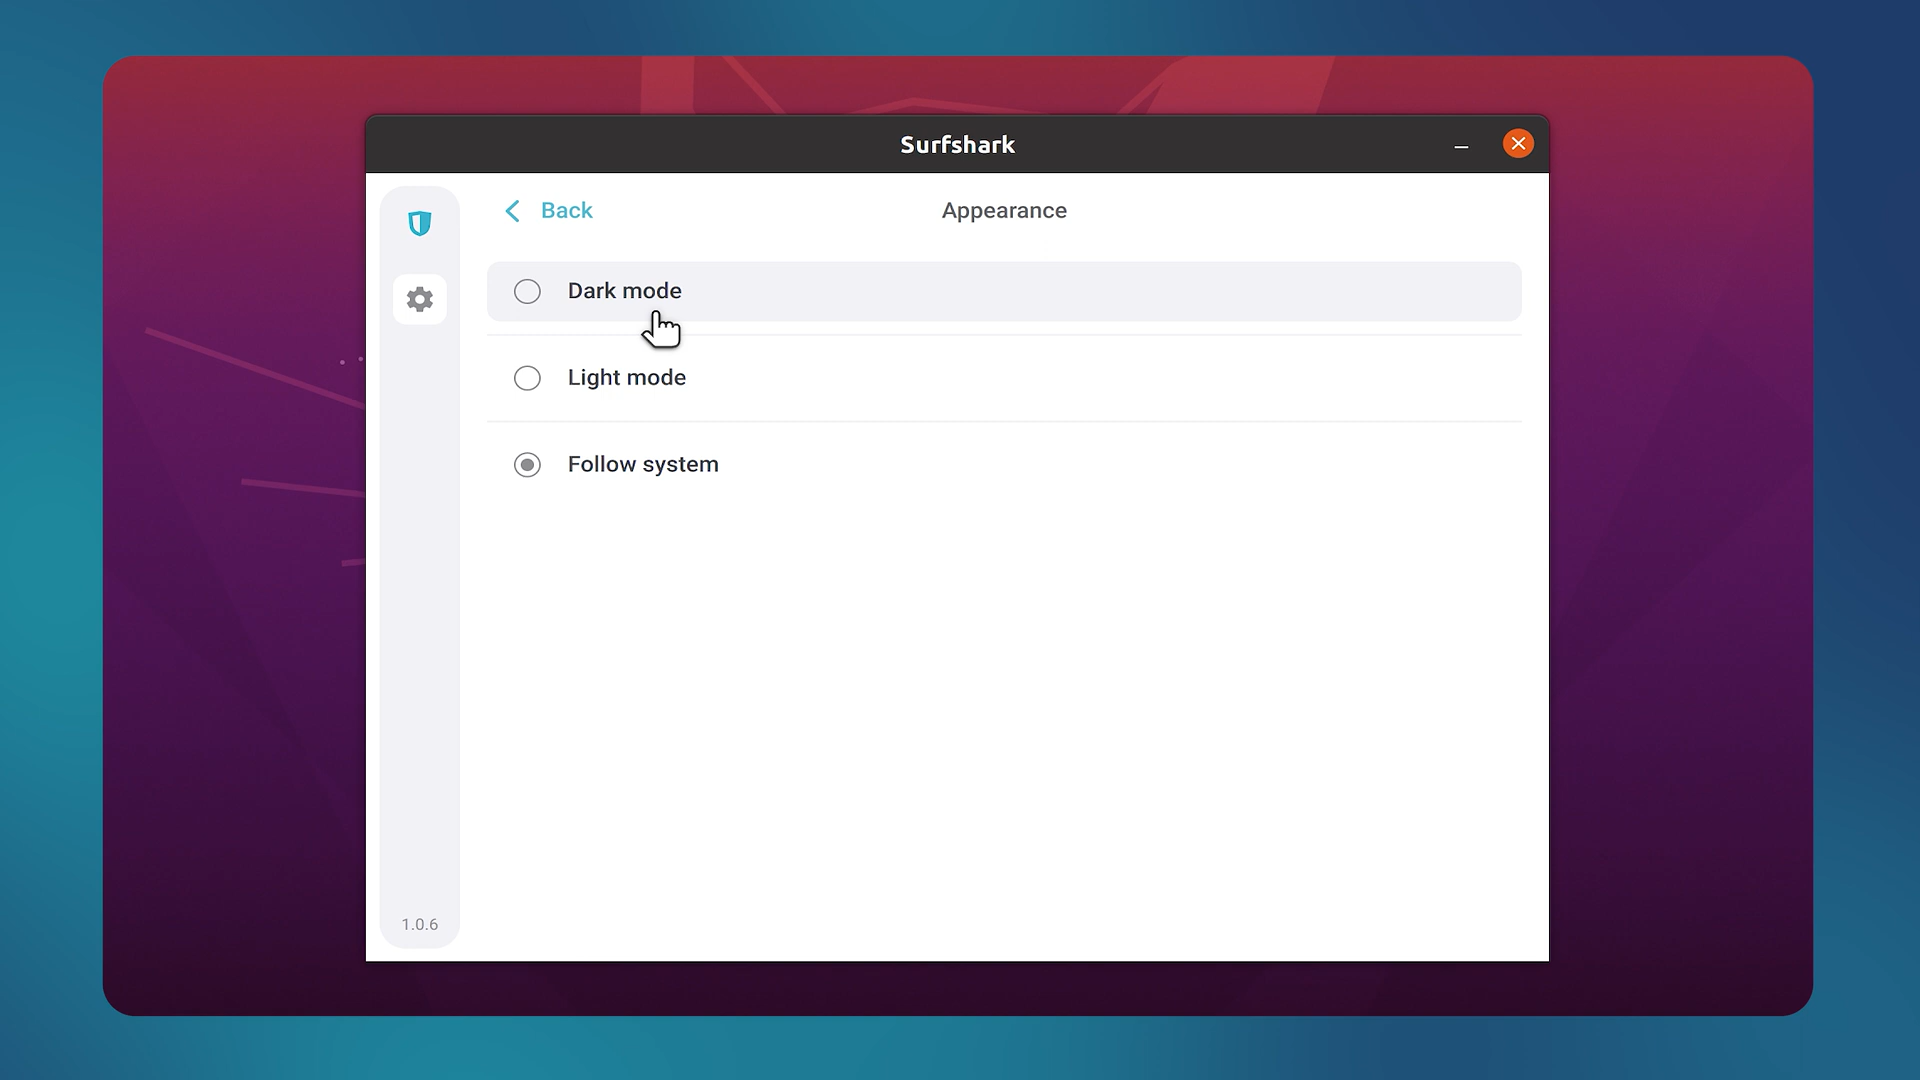 Surfshark
Back
Appearance
Dark mode
Light mode
Follow system
1.0.6